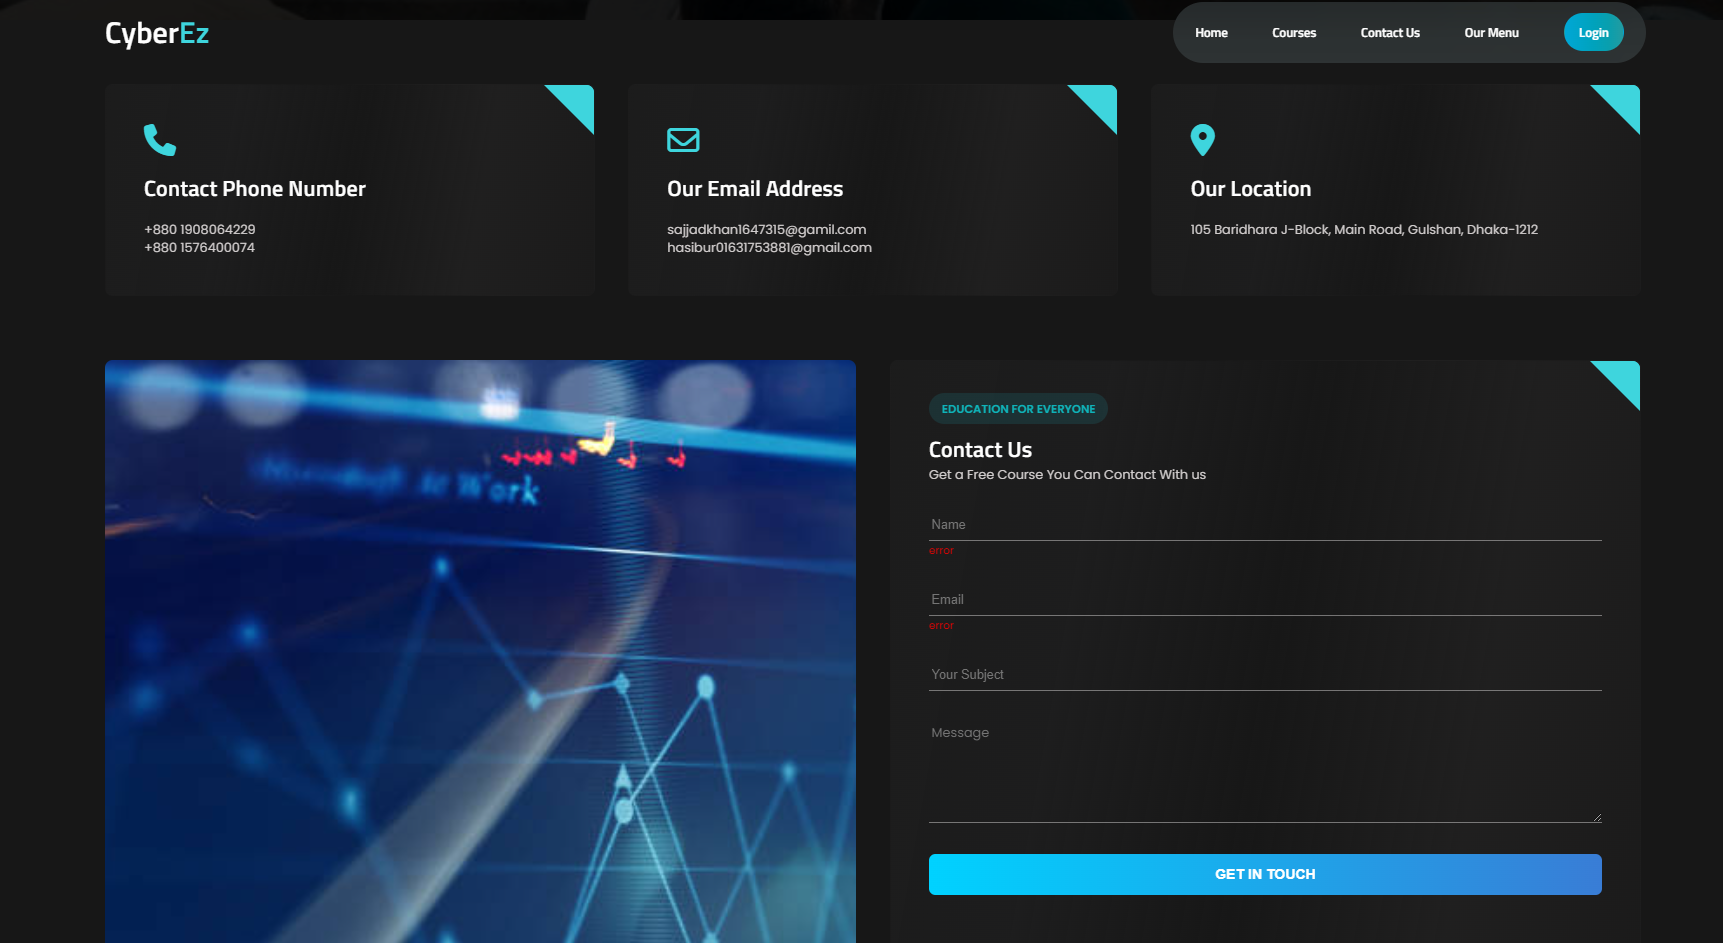 CyberEz
Home
Courses
Contact Us
Our Menu
Login
Contact Phone Number
+880 1908064229
+880 1576400074
Our Email Address
sajjadkhan1647315@gamil.com
hasibur01631753881@gmail.com
Our Location
105 Baridhara J-Block, Main Road, Gulshan, Dhaka-1212
at Work
EDUCATION FOR EVERYONE
Contact Us
Get a Free Course You Can Contact With us
Name
error
Email
error
Your Subject
Message
GET IN TOUCH